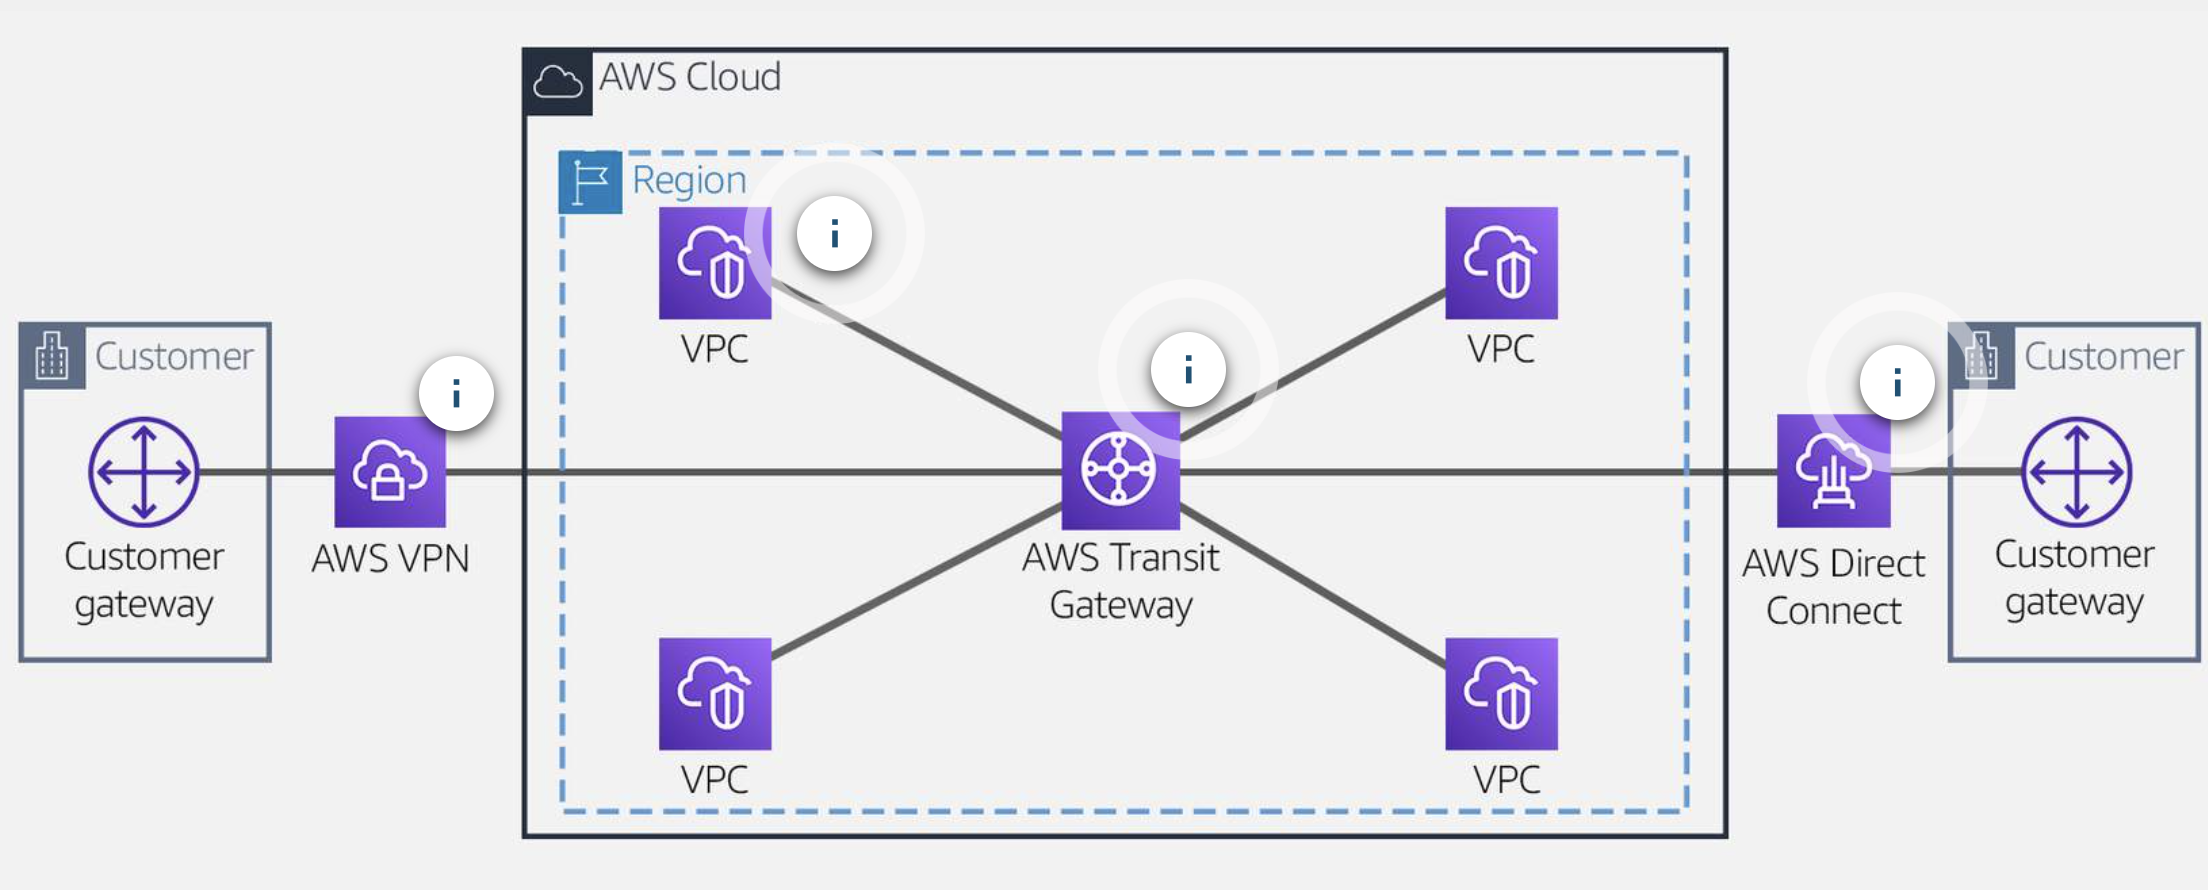 AWS Cloud
Region
i
VPC
VPC
i
Customer
i
AWS VPN
Customer
gateway
AWS Transit
Gateway
i
Customer
AWS Direct
Connect
Customer
gateway
VPC
VPC